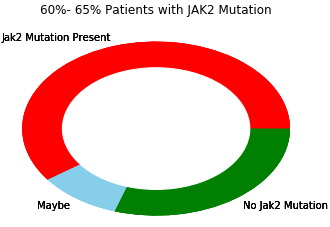 60%- 65% Patients with JAK2 Mutation
Jak2 Mutation Present
Maybe
No Jak2 Mutation